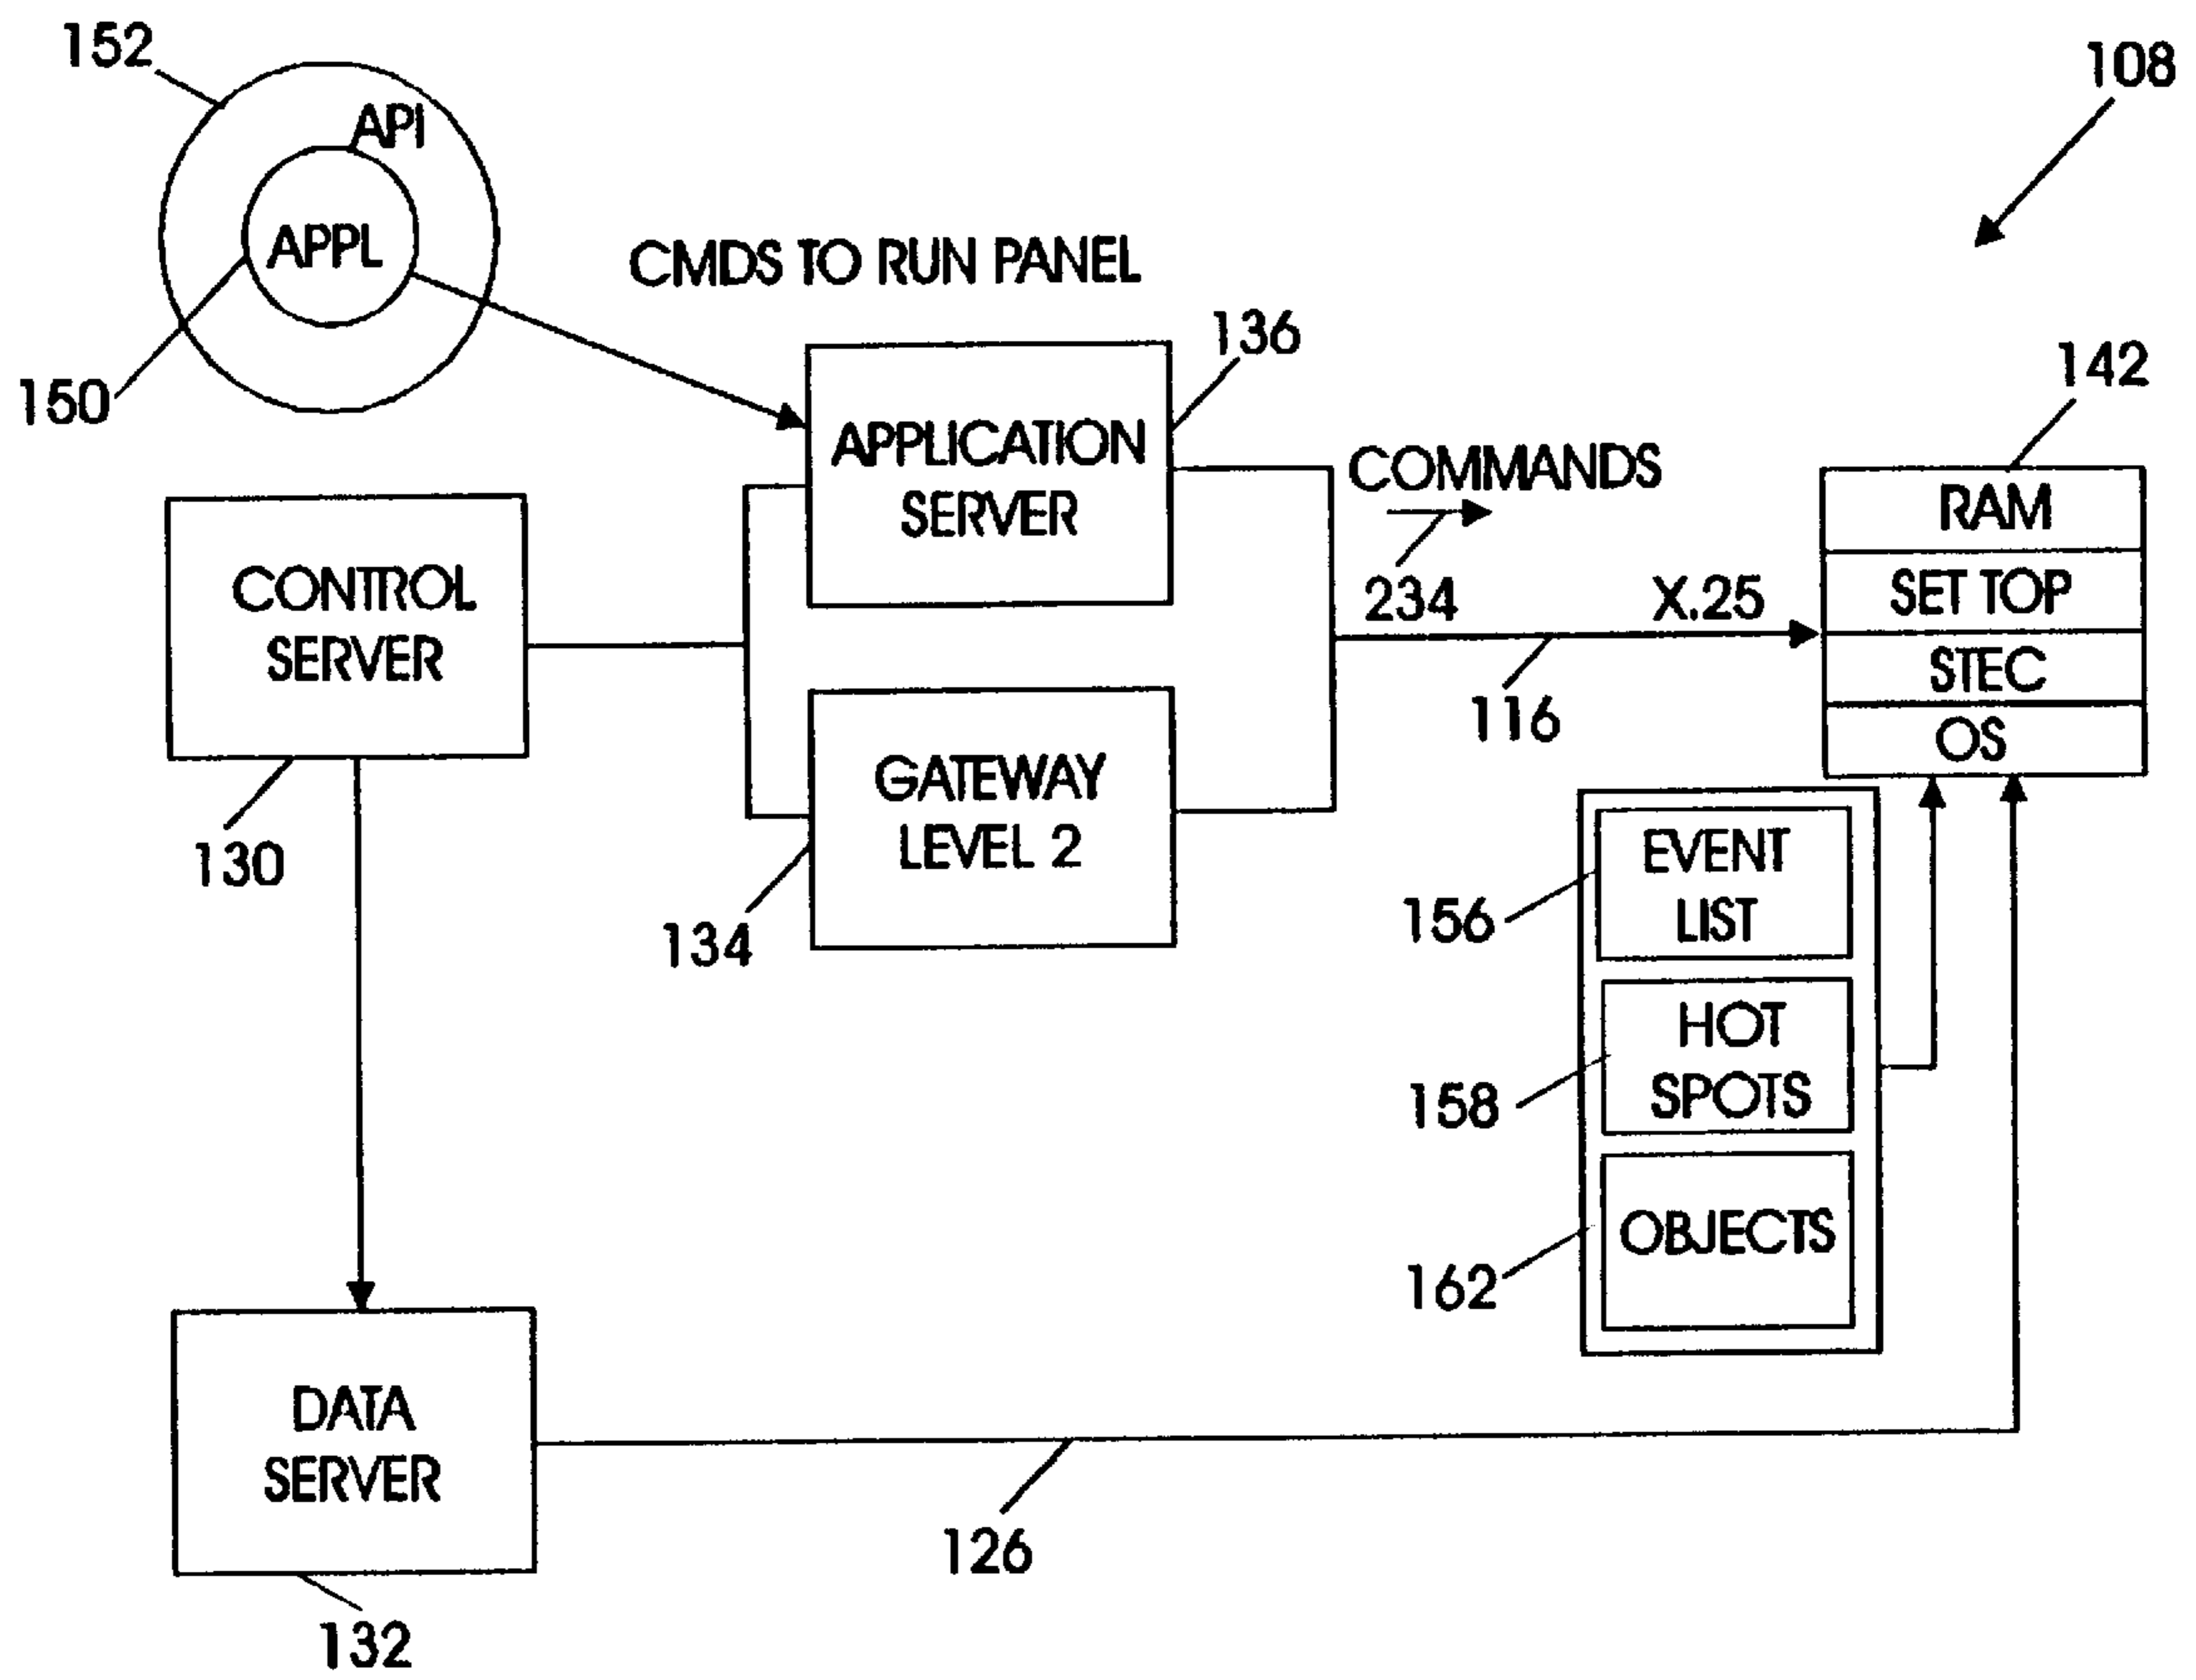 152
API
APPL
150
108
CMDS TO RUN PANEL
136
APPLICATION
SERVER
142
COMMANDS
234
X.25
116
RAM
SET TOP
STEC
OS
CONTROL
SERVER
130
GATEWAY
LEVEL 2
134
EVENT
LIST
156
HOT
SPOTS
158
OBJECTS
162
DATA
SERVER
126
132